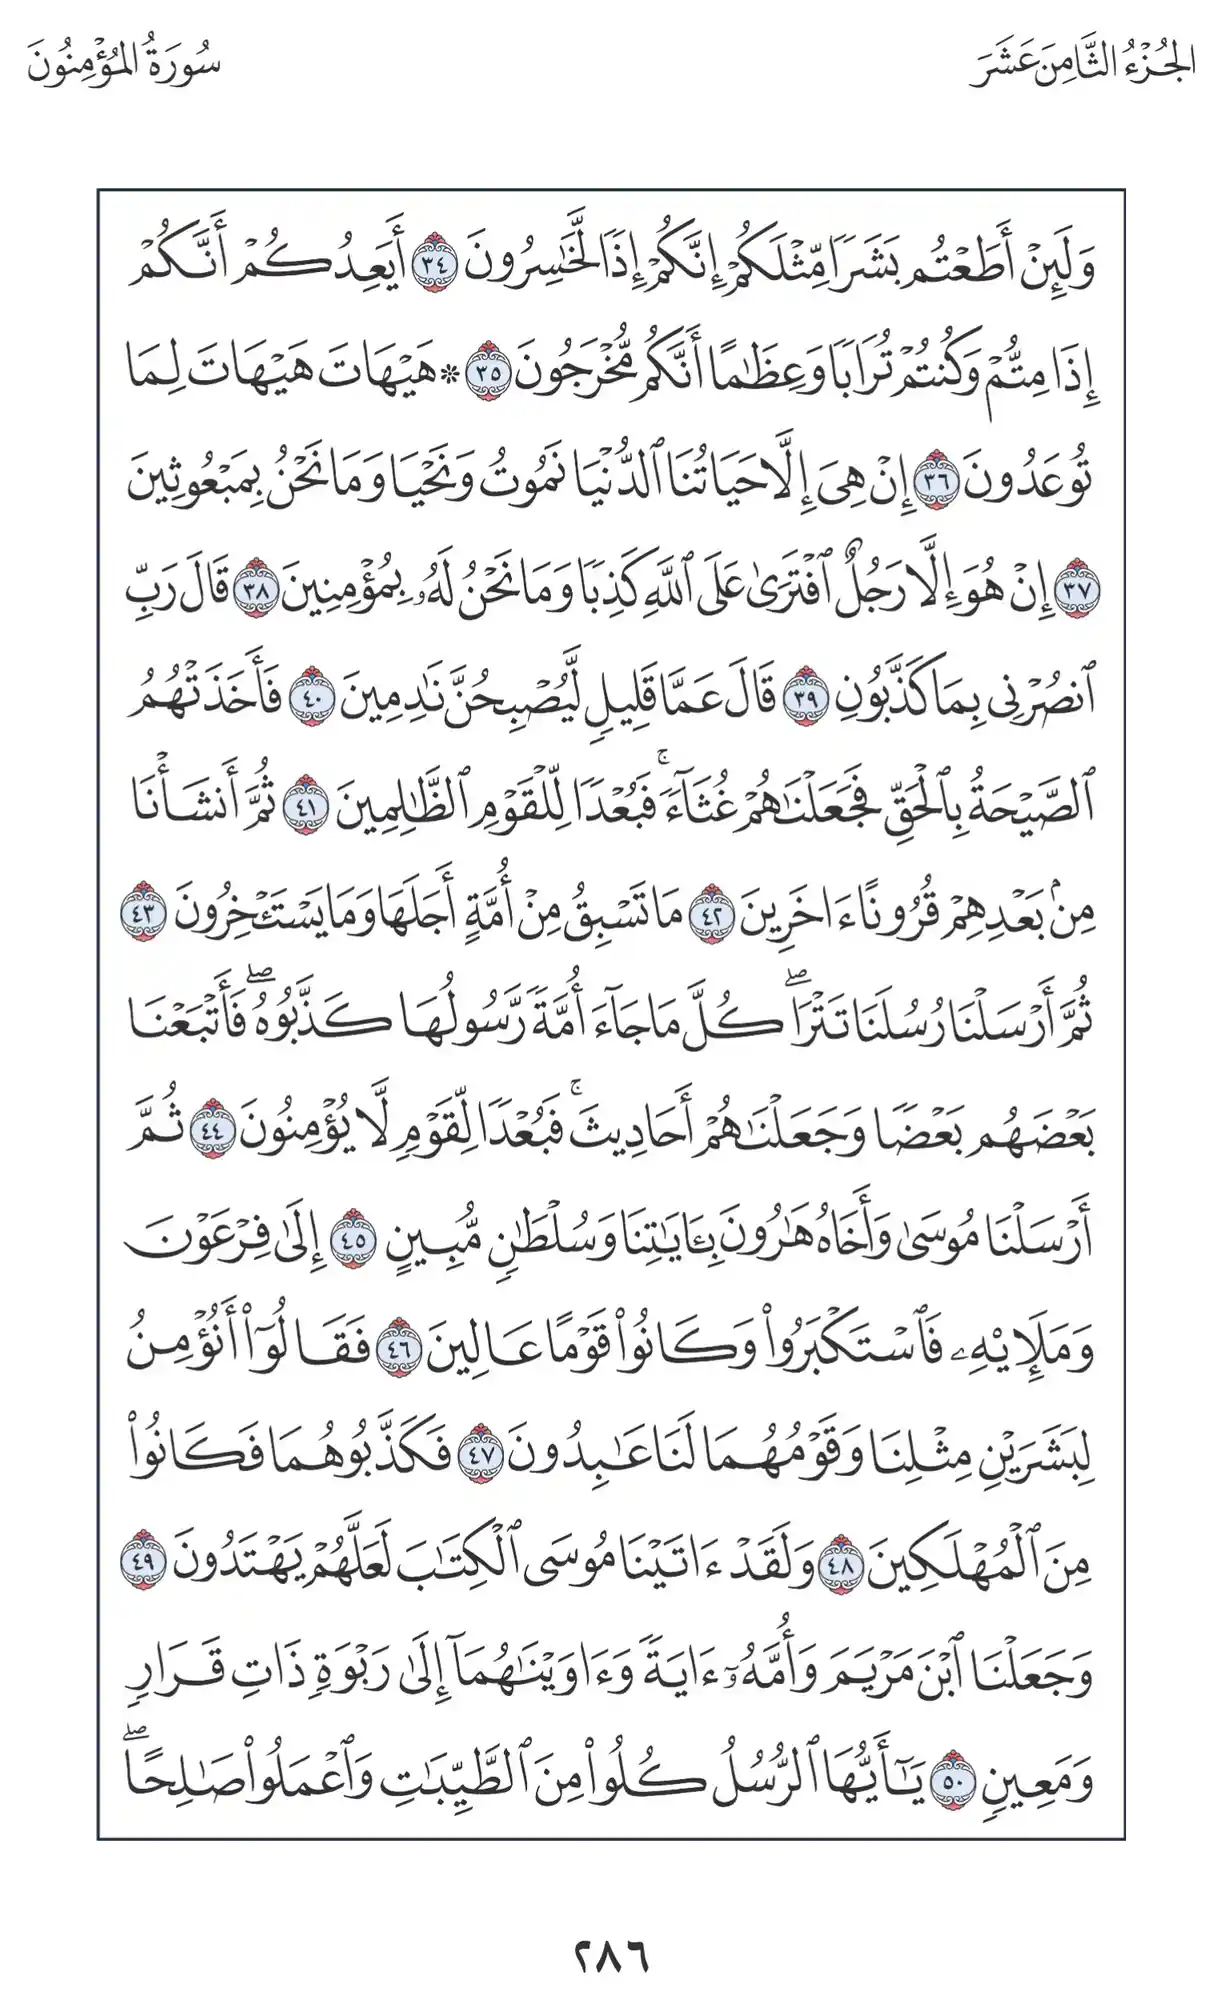 الجُزْءُ الثَّامِنَ عَشَرَ
سُورَةُ المُؤْمِنُونَ
وَلَئِنْ أَطَعْتُم بَشَرًا مِّثْلَكُمْ إِنَّكُمْ إِذًا لَّخَٰسِرُونَ ٣٤ أَيَعِدُكُمْ أَنَّكُمْ
إِذَا مِتُّمْ وَكُنتُمْ تُرَابًا وَعِظَٰمًا أَنَّكُم مُّخْرَجُونَ ٣٥ ۞ هَيْهَاتَ هَيْهَاتَ لِمَا
تُوعَدُونَ ٣٦ إِنْ هِىَ إِلَّا حَيَاتُنَا ٱلدُّنْيَا نَمُوتُ وَنَحْيَا وَمَا نَحْنُ بِمَبْعُوثِينَ
٣٧ إِنْ هُوَ إِلَّا رَجُلٌ ٱفْتَرَىٰ عَلَى ٱللَّهِ كَذِبًا وَمَا نَحْنُ لَهُۥ بِمُؤْمِنِينَ ٣٨ قَالَ رَبِّ
ٱنصُرْنِى بِمَا كَذَّبُونِ ٣٩ قَالَ عَمَّا قَلِيلٍ لَّيُصْبِحُنَّ نَٰدِمِينَ ٤٠ فَأَخَذَتْهُمُ
ٱلصَّيْحَةُ بِٱلْحَقِّ فَجَعَلْنَٰهُمْ غُثَآءً ۚ فَبُعْدًا لِّلْقَوْمِ ٱلظَّٰلِمِينَ ٤١ ثُمَّ أَنشَأْنَا
مِنۢ بَعْدِهِمْ قُرُونًا ءَاخَرِينَ ٤٢ مَا تَسْبِقُ مِنْ أُمَّةٍ أَجَلَهَا وَمَا يَسْتَـْٔخِرُونَ ٤٣
ثُمَّ أَرْسَلْنَا رُسُلَنَا تَتْرَا ۖ كُلَّ مَا جَآءَ أُمَّةً رَّسُولُهَا كَذَّبُوهُ ۖ فَأَتْبَعْنَا
بَعْضَهُم بَعْضًا وَجَعَلْنَٰهُمْ أَحَادِيثَ ۚ فَبُعْدًا لِّقَوْمٍ لَّا يُؤْمِنُونَ ٤٤ ثُمَّ
أَرْسَلْنَا مُوسَىٰ وَأَخَاهُ هَٰرُونَ بِـَٔايَٰتِنَا وَسُلْطَٰنٍ مُّبِينٍ ٤٥ إِلَىٰ فِرْعَوْنَ
وَمَلَإِي۟هِۦ فَٱسْتَكْبَرُوا۟ وَكَانُوا۟ قَوْمًا عَالِينَ ٤٦ فَقَالُوٓا۟ أَنُؤْمِنُ
لِبَشَرَيْنِ مِثْلِنَا وَقَوْمُهُمَا لَنَا عَٰبِدُونَ ٤٧ فَكَذَّبُوهُمَا فَكَانُوا۟
مِنَ ٱلْمُهْلَكِينَ ٤٨ وَلَقَدْ ءَاتَيْنَا مُوسَى ٱلْكِتَٰبَ لَعَلَّهُمْ يَهْتَدُونَ ٤٩
وَجَعَلْنَا ٱبْنَ مَرْيَمَ وَأُمَّهُۥٓ ءَايَةً وَءَاوَيْنَٰهُمَآ إِلَىٰ رَبْوَةٍ ذَاتِ قَرَارٍ
وَمَعِينٍ ٥٠ يَٰٓأَيُّهَا ٱلرُّسُلُ كُلُوا۟ مِنَ ٱلطَّيِّبَٰتِ وَٱعْمَلُوا۟ صَٰلِحًا ۖ
٢٨٦